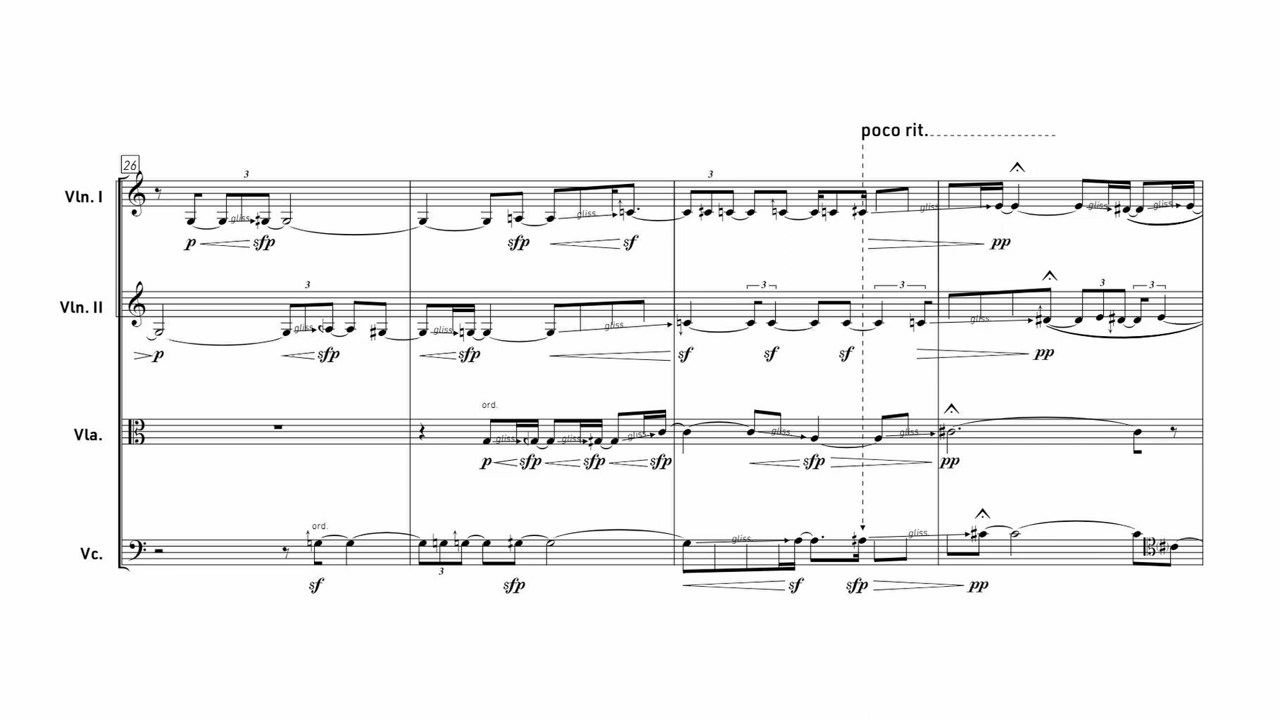 poco rit.
26
Vln. I
3
3
gliss.
gliss.
gliss.
gliss.
gliss.
p
sfp
sfp
sf
pp
Vln. II
3
3
3
3
3
gliss.
gliss.
gliss.
gliss.
p
sfp
sfp
sf
sf
sf
pp
ord.
Vla.
gliss.
gliss.
gliss.
gliss.
gliss.
p
sfp
sfp
sfp
sfp
pp
ord.
Vc.
gliss.
gliss.
3
sf
sfp
sf
sfp
pp